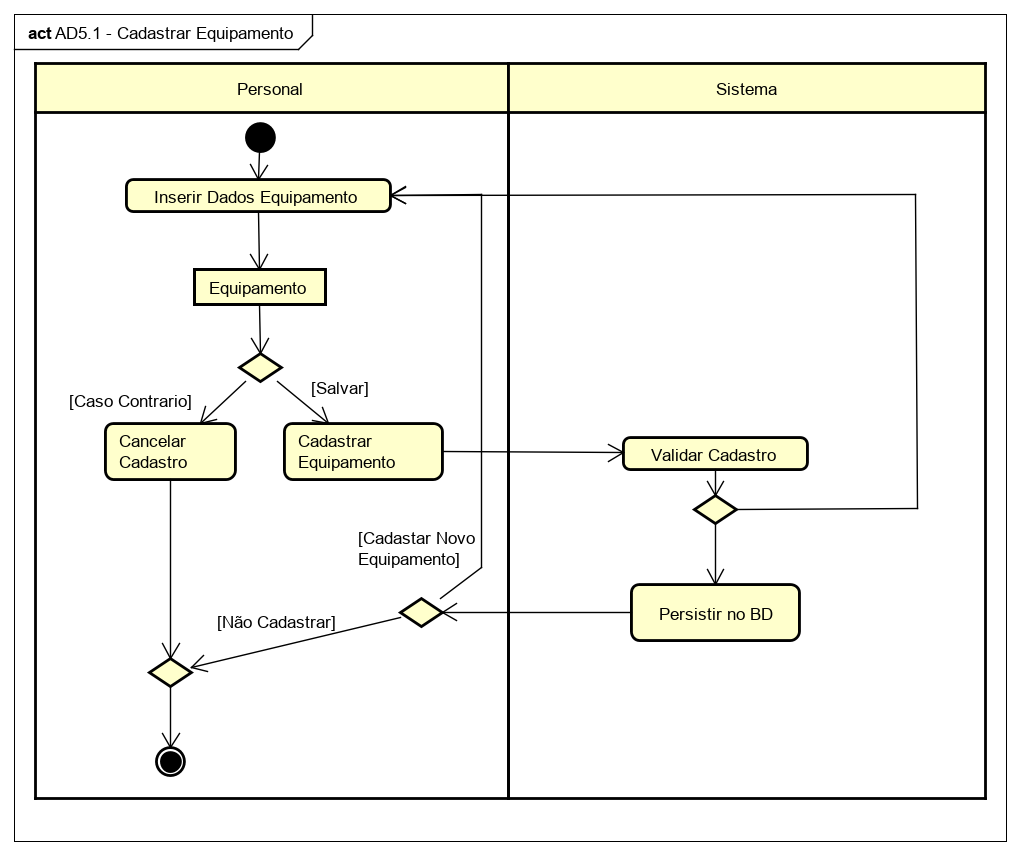 act AD5.1 - Cadastrar Equipamento
Personal
Sistema
Inserir Dados Equipamento
Equipamento
[Salvar]
[Caso Contrario]
Cancelar
Cadastro
Cadastrar
Equipamento
Validar Cadastro
[Cadastar Novo
Equipamento]
Persistir no BD
[Não Cadastrar]